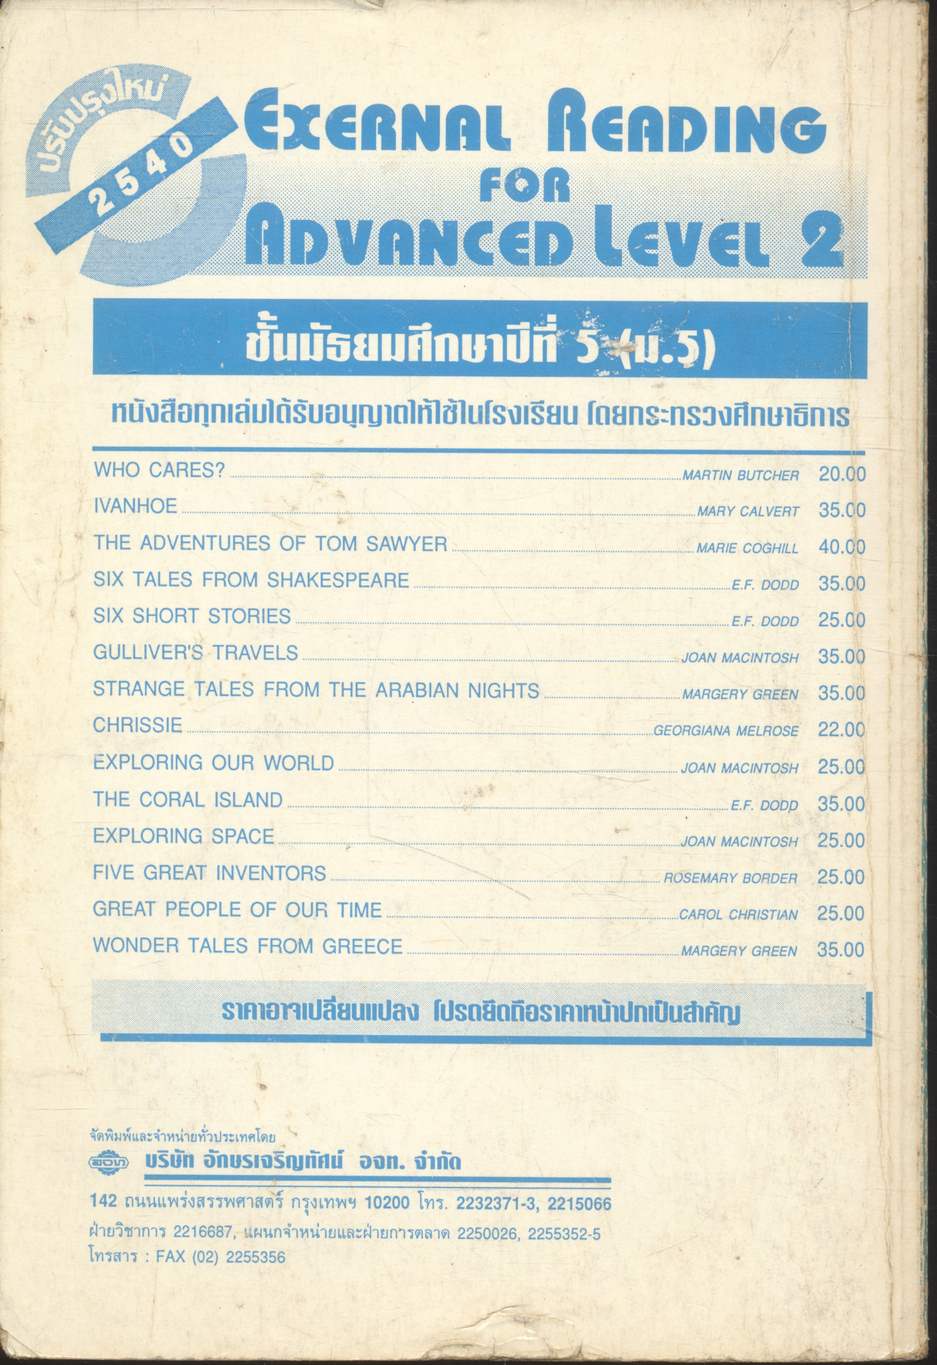 ปรับปรุงใหม่
2540
EXERNAL READING
FOR
ADVANCED LEVEL 2
ชั้นมัธยมศึกษาปีที่ 5 (ม.5)
หนังสือทุกเล่มได้รับอนุญาตให้ใช้ในโรงเรียน โดยกระทรวงศึกษาธิการ
WHO CARES? MARTIN BUTCHER 20.00
IVANHOE MARY CALVERT 35.00
THE ADVENTURES OF TOM SAWYER MARIE COGHILL 40.00
SIX TALES FROM SHAKESPEARE E.F. DODD 35.00
SIX SHORT STORIES E.F. DODD 25.00
GULLIVER'S TRAVELS JOAN MACINTOSH 35.00
STRANGE TALES FROM THE ARABIAN NIGHTS MARGERY GREEN 35.00
CHRISSIE GEORGIANA MELROSE 22.00
EXPLORING OUR WORLD JOAN MACINTOSH 25.00
THE CORAL ISLAND E.F. DODD 35.00
EXPLORING SPACE JOAN MACINTOSH 25.00
FIVE GREAT INVENTORS ROSEMARY BORDER 25.00
GREAT PEOPLE OF OUR TIME CAROL CHRISTIAN 25.00
WONDER TALES FROM GREECE MARGERY GREEN 35.00
ราคาอาจเปลี่ยนแปลง โปรดยึดถือราคาหน้าปกเป็นสำคัญ
จัดพิมพ์และจำหน่ายทั่วประเทศโดย
อจท บริษัท อักษรเจริญทัศน์ อจท. จำกัด
142 ถนนแพร่งสรรพศาสตร์ กรุงเทพฯ 10200 โทร. 2232371-3, 2215066
ฝ่ายวิชาการ 2216687, แผนกจำหน่ายและฝ่ายการตลาด 2250026, 2255352-5
โทรสาร : FAX (02) 2255356